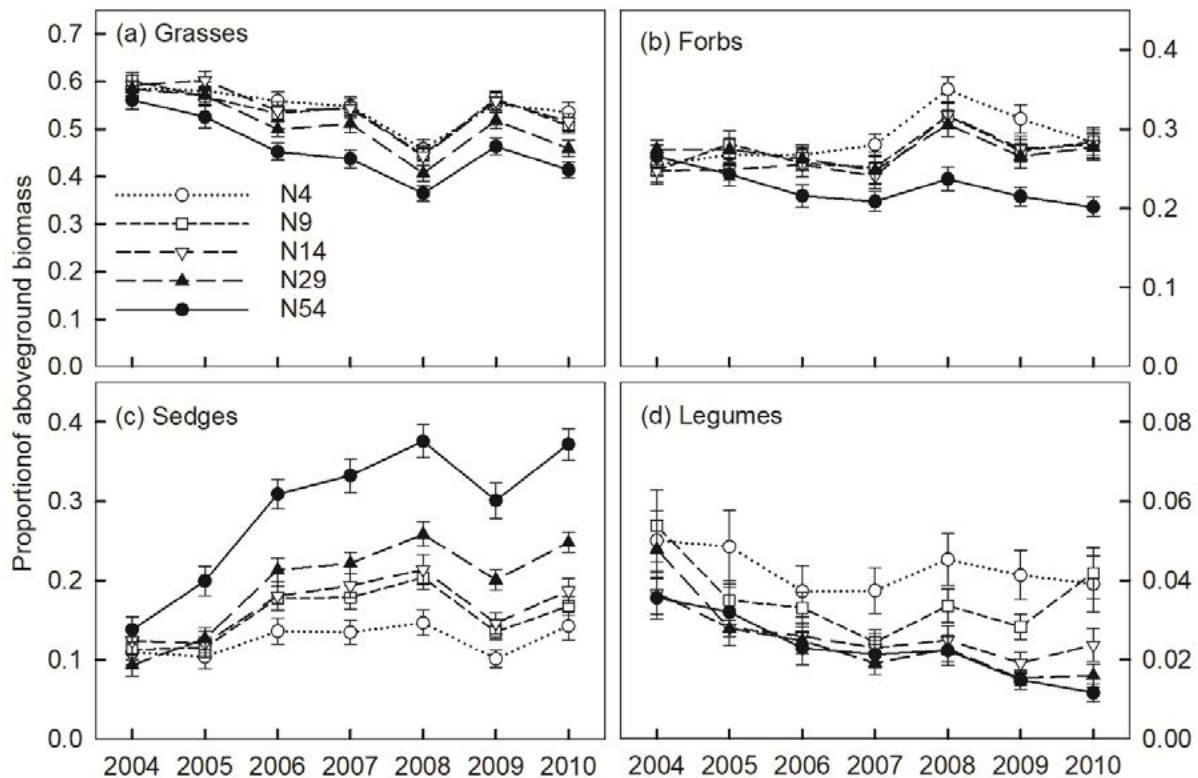 Proportionof aboveground biomass
(a) Grasses
0.7
0.6
0.5
0.4
0.3
0.2
0.1
0.0
N4
N9
N14
N29
N54
(b) Forbs
0.4
0.3
0.2
0.1
0.0
(c) Sedges
0.4
0.3
0.2
0.1
0.0
2004 2005 2006 2007 2008 2009 2010
(d) Legumes
0.08
0.06
0.04
0.02
0.00
2004 2005 2006 2007 2008 2009 2010